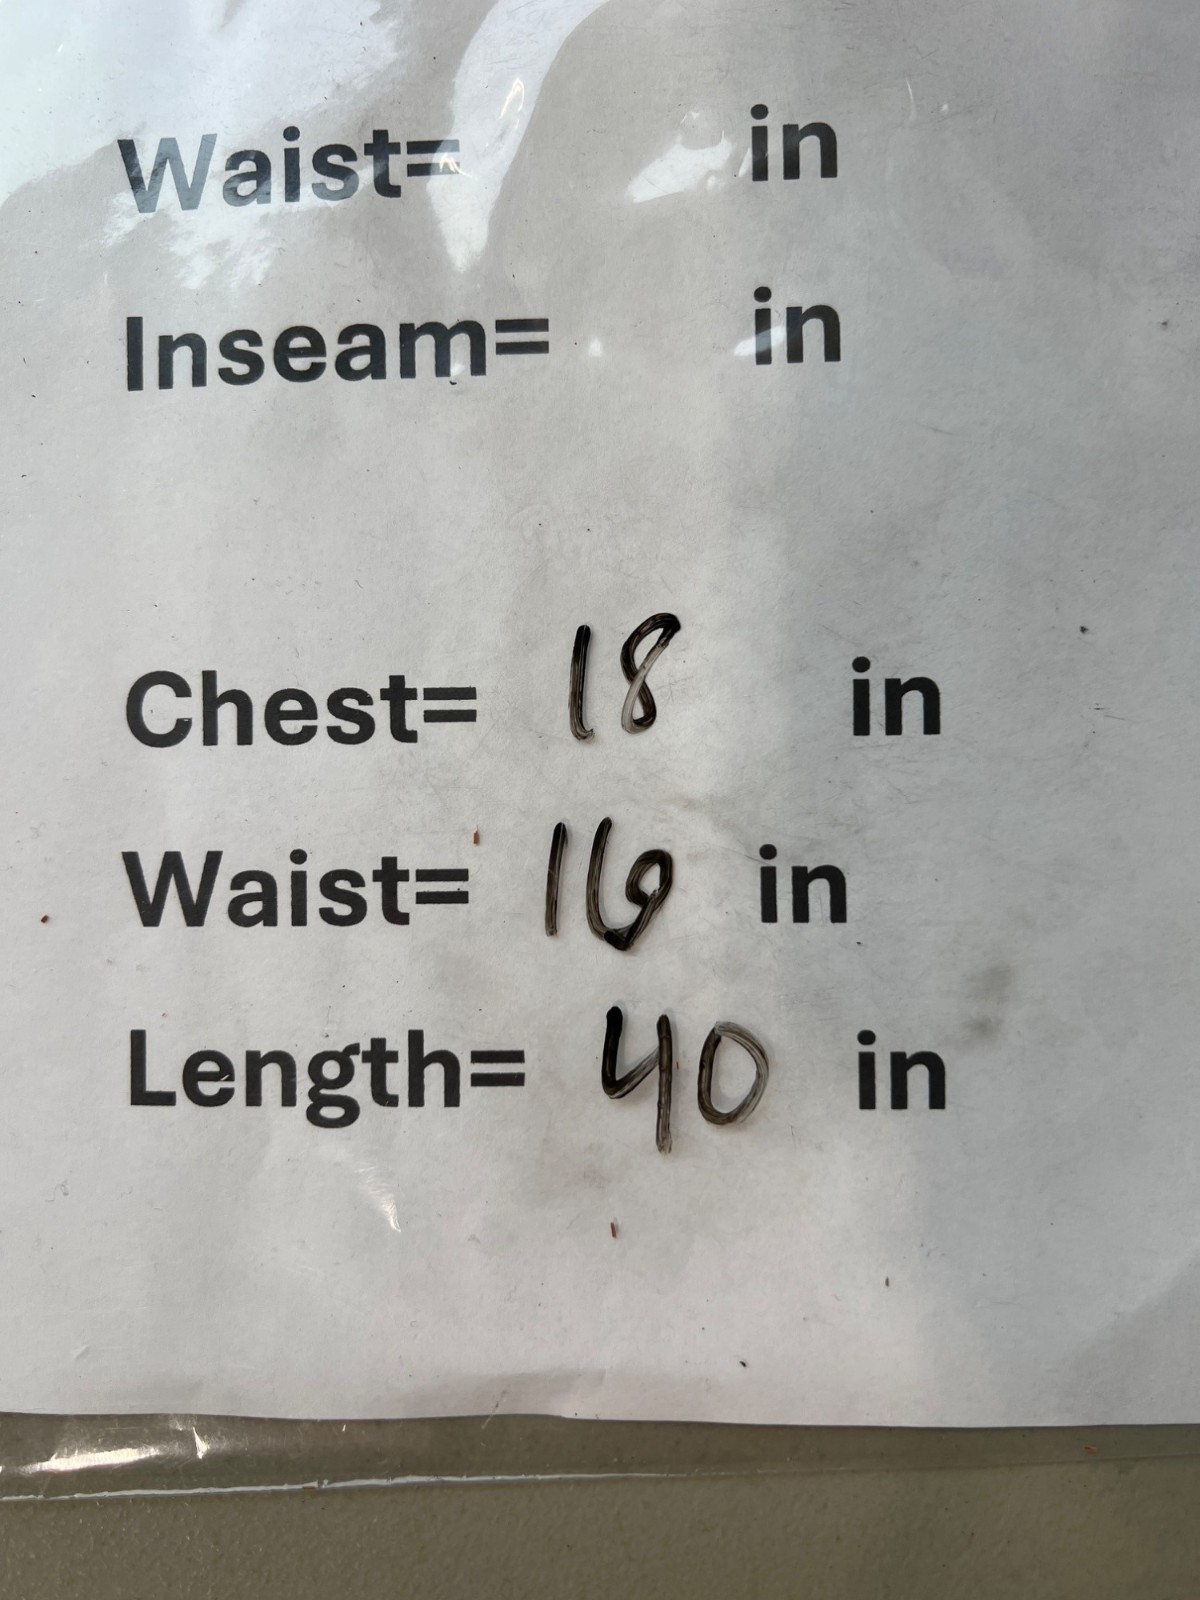 Waist= in
Inseam= in
Chest= 18 in
Waist= 16 in
Length= 40 in